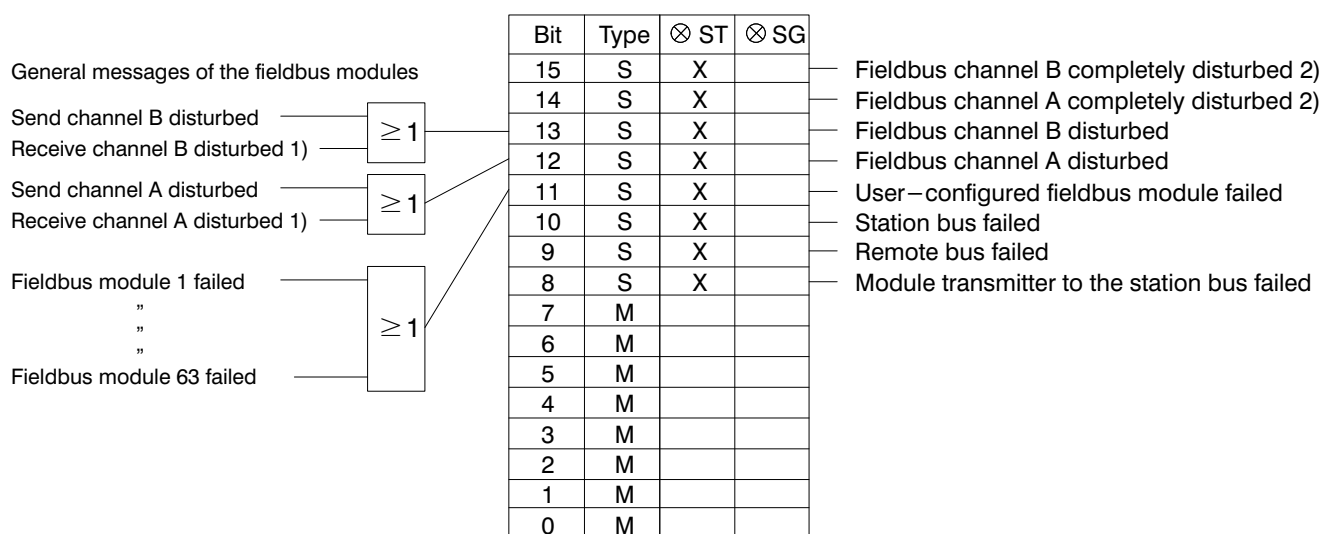 Bit Type ⊗ ST ⊗ SG
General messages of the fieldbus modules
15 S X Fieldbus channel B completely disturbed 2)
14 S X Fieldbus channel A completely disturbed 2)
Send channel B disturbed
≥1
13 S X Fieldbus channel B disturbed
Receive channel B disturbed 1)
12 S X Fieldbus channel A disturbed
Send channel A disturbed
≥1
11 S X User−configured fieldbus module failed
Receive channel A disturbed 1)
10 S X Station bus failed
9 S X Remote bus failed
Fieldbus module 1 failed
8 S X Module transmitter to the station bus failed
”
7 M
”
≥1
6 M
”
Fieldbus module 63 failed
5 M
4 M
3 M
2 M
1 M
0 M